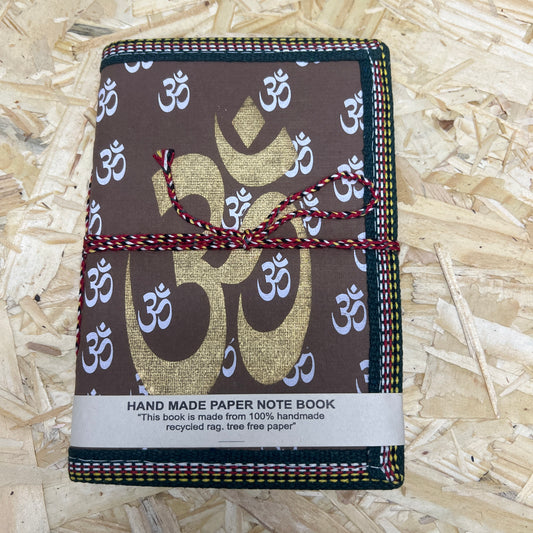 ॐ
HAND MADE PAPER NOTE BOOK
"This book is made from 100% handmade
recycled rag. tree free paper"